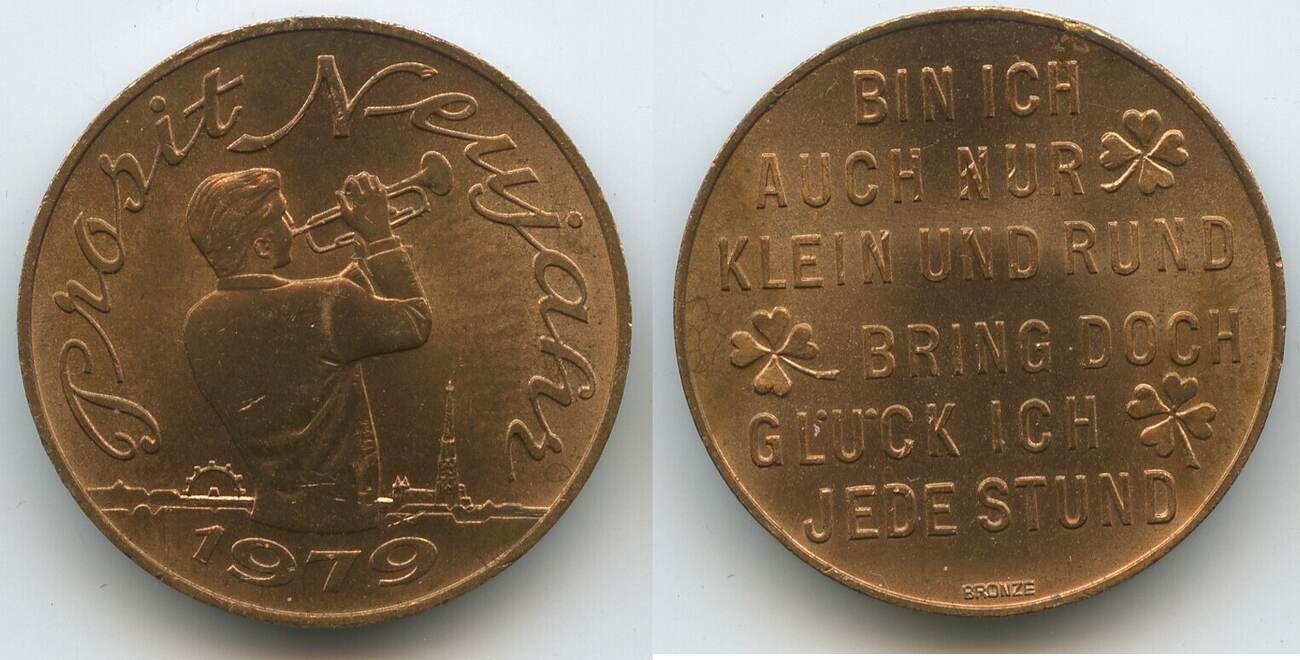 Prosit Neujahr
1979
BIN ICH
AUCH NUR
KLEIN UND RUND
BRING DOCH
GLÜCK ICH
JEDE STUND
BRONZE